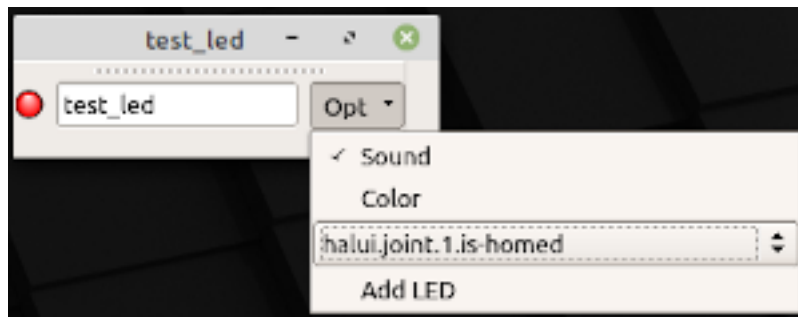 test_led
test_led Opt
Sound
Color
halui.joint.1.is-homed
Add LED